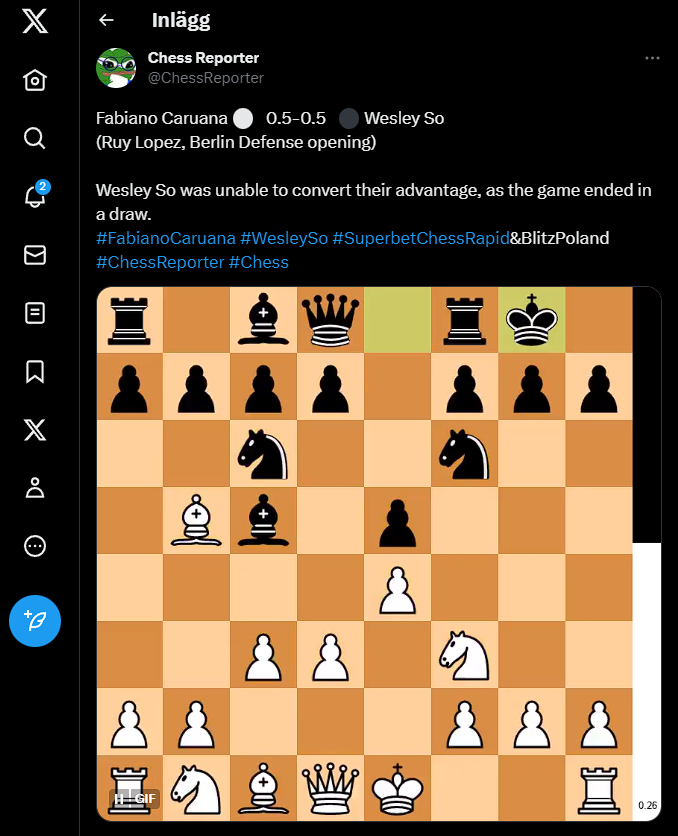 Inlägg
Chess Reporter
@ChessReporter
Fabiano Caruana 0.5-0.5 Wesley So
(Ruy Lopez, Berlin Defense opening)
Wesley So was unable to convert their advantage, as the game ended in
a draw.
#FabianoCaruana #WesleySo #SuperbetChessRapid&BlitzPoland
#ChessReporter #Chess
2
GIF
0.26